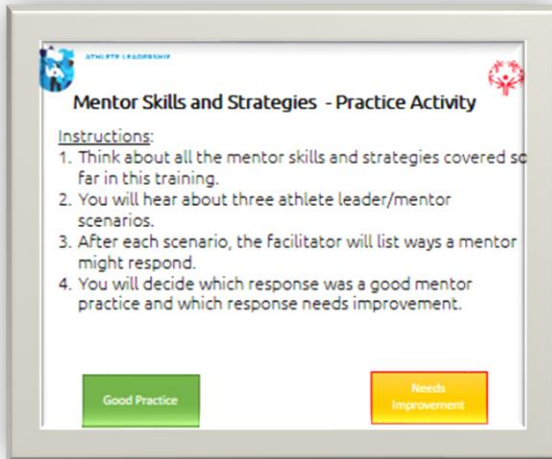 ATHLETE LEADERSHIP
Mentor Skills and Strategies - Practice Activity
Instructions:
1. Think about all the mentor skills and strategies covered so
far in this training.
2. You will hear about three athlete leader/mentor
scenarios.
3. After each scenario, the facilitator will list ways a mentor
might respond.
4. You will decide which response was a good mentor
practice and which response needs improvement.
Good Practice
Needs
Improvement